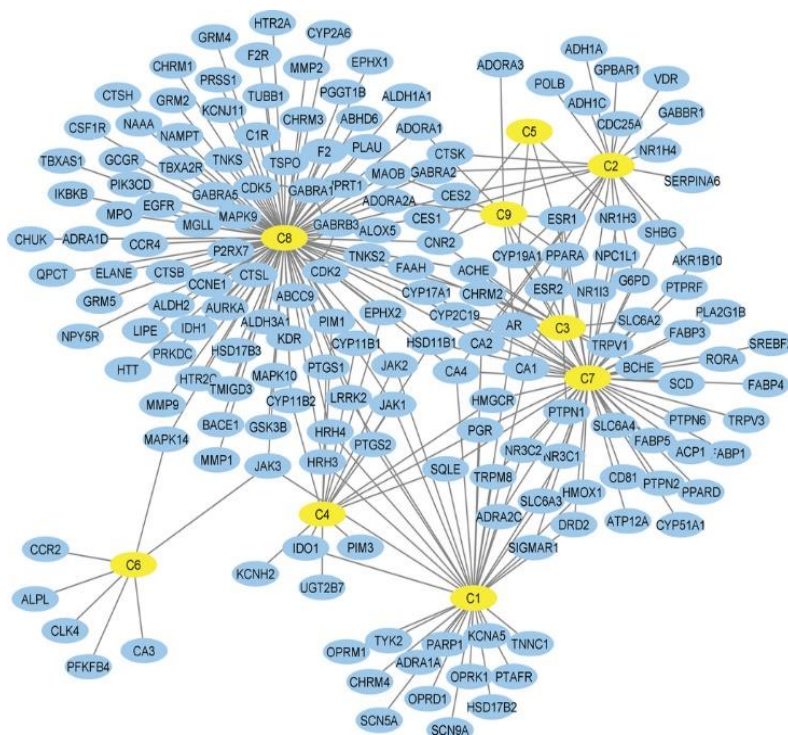 HTR2A
GRM4
F2R
CYP2A6
CHRM1
PRSS1
MMP2
EPHX1
ADORA3
ADH1A
POLB
GPBAR1
VDR
CTSH
GRM2
KCNJ11
TUBB1
PGGT1B
ALDH1A1
ADH1C
GABBR1
CSF1R
NAAA
C1R
CHRM3
ABHD6
ADORA1
C5
CDC25A
NAMPT
TBXAS1
GCGR
TBXA2R
TNKS
TSPO
F2
PLAU
CTSK
C2
NR1H4
IKBKB
PIK3CD
GABRA5
CDK5
GABRA1
MAOB
GABRA2
SERPINA6
MPO
EGFR
MAPK9
ADORA2A
CES2
C9
CHUK
ADRA1D
MGLL
C8
GABRB3
ALOX5
CES1
ESR1
NR1H3
SHBG
CCR4
P2RX7
TNKS2
CNR2
CYP19A1
PPARA
NPC1L1
QPCT
ELANE
CTSB
CTSL
CDK2
FAAH
ACHE
AKR1B10
GRM5
CCNE1
ABCC9
CYP17A1
CHRM2
ESR2
NR1I3
G6PD
PTPRF
NPY5R
ALDH2
AURKA
EPHX2
CYP2C19
SLC6A2
PLA2G1B
LIPE
IDH1
ALDH3A1
PIM1
AR
C3
TRPV1
FABP3
HTT
PRKDC
HSD17B3
KDR
CYP11B1
HSD11B1
CA2
BCHE
RORA
HTR2C
TMIGD3
MAPK10
PTGS1
JAK2
CA4
CA1
C7
SCD
FABP4
MMP9
CYP11B2
LRRK2
JAK1
HMGCR
PTPN1
SLC6A4
PTPN6
TRPV3
MAPK14
BACE1
GSK3B
HRH4
PTGS2
PGR
NR3C2
FABP5
ACP1
FABP1
MMP1
JAK3
HRH3
SQLE
TRPM8
NR3C1
CD81
PTPN2
PPARD
C4
SLC6A3
HMOX1
ATP12A
CYP51A1
ADRA2C
DRD2
CCR2
C6
IDO1
PIM3
SIGMAR1
KCNH2
UGT2B7
C1
ALPL
CLK4
CA3
PFKFB4
TYK2
PARP1
KCNA5
TNNC1
OPRM1
ADRA1A
CHRM4
OPRK1
PTAFR
OPRD1
HSD17B2
SCN5A
SCN9A